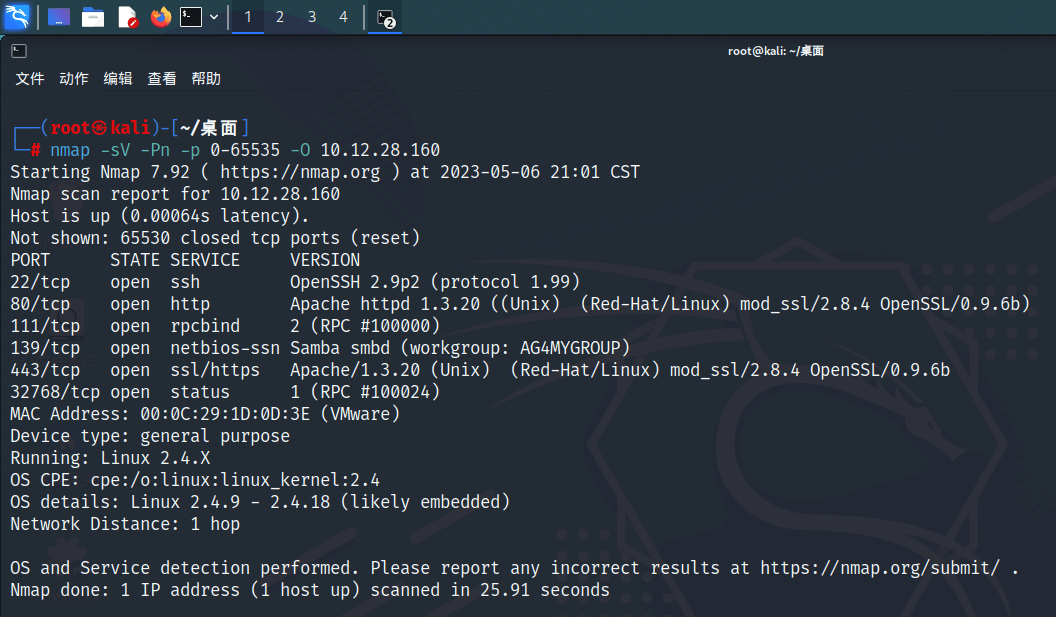 1 2 3 4 2
root@kali: ~/桌面
文件 动作 编辑 查看 帮助
┌──(root㉿kali)-[~/桌面]
└─# nmap -sV -Pn -p 0-65535 -O 10.12.28.160
Starting Nmap 7.92 ( https://nmap.org ) at 2023-05-06 21:01 CST
Nmap scan report for 10.12.28.160
Host is up (0.00064s latency).
Not shown: 65530 closed tcp ports (reset)
PORT      STATE SERVICE     VERSION
22/tcp    open  ssh         OpenSSH 2.9p2 (protocol 1.99)
80/tcp    open  http        Apache httpd 1.3.20 ((Unix)  (Red-Hat/Linux) mod_ssl/2.8.4 OpenSSL/0.9.6b)
111/tcp   open  rpcbind     2 (RPC #100000)
139/tcp   open  netbios-ssn Samba smbd (workgroup: AG4MYGROUP)
443/tcp   open  ssl/https   Apache/1.3.20 (Unix)  (Red-Hat/Linux) mod_ssl/2.8.4 OpenSSL/0.9.6b
32768/tcp open  status      1 (RPC #100024)
MAC Address: 00:0C:29:1D:0D:3E (VMware)
Device type: general purpose
Running: Linux 2.4.X
OS CPE: cpe:/o:linux:linux_kernel:2.4
OS details: Linux 2.4.9 - 2.4.18 (likely embedded)
Network Distance: 1 hop
OS and Service detection performed. Please report any incorrect results at https://nmap.org/submit/ .
Nmap done: 1 IP address (1 host up) scanned in 25.91 seconds